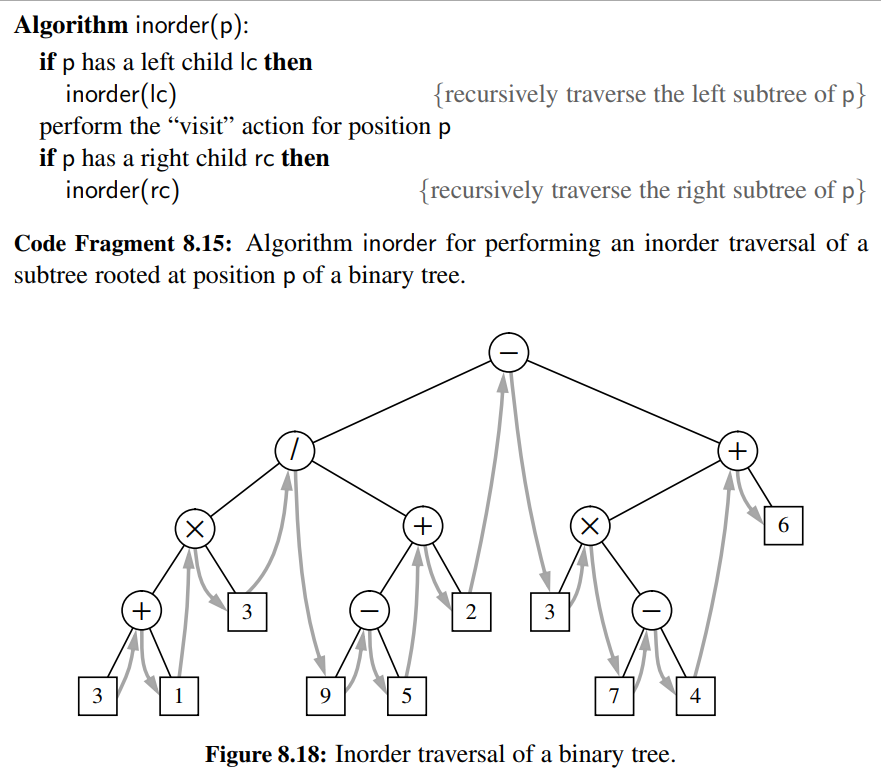 Algorithm inorder(p):
if p has a left child lc then
inorder(lc) {recursively traverse the left subtree of p}
perform the “visit” action for position p
if p has a right child rc then
inorder(rc) {recursively traverse the right subtree of p}
Code Fragment 8.15: Algorithm inorder for performing an inorder traversal of a
subtree rooted at position p of a binary tree.
−
/ +
× + × 6
+ 3 − 2 3 −
3 1 9 5 7 4
Figure 8.18: Inorder traversal of a binary tree.